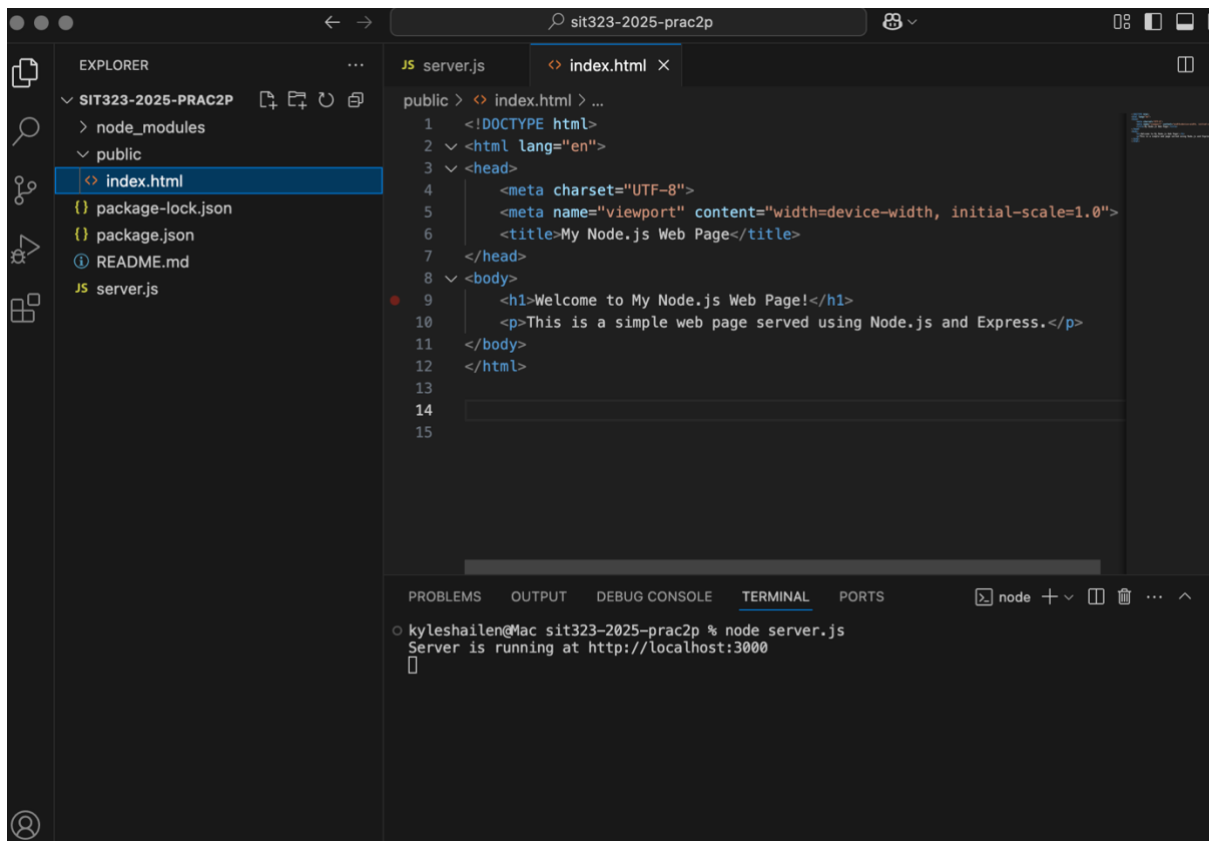 sit323-2025-prac2p
EXPLORER
SIT323-2025-PRAC2P
node_modules
public
<> index.html
{} package-lock.json
{} package.json
README.md
JS server.js
JS server.js
<> index.html
public > <> index.html > ...
1 <!DOCTYPE html>
2 <html lang="en">
3 <head>
4 <meta charset="UTF-8">
5 <meta name="viewport" content="width=device-width, initial-scale=1.0">
6 <title>My Node.js Web Page</title>
7 </head>
8 <body>
9 <h1>Welcome to My Node.js Web Page!</h1>
10 <p>This is a simple web page served using Node.js and Express.</p>
11 </body>
12 </html>
13
14
15
PROBLEMS OUTPUT DEBUG CONSOLE TERMINAL PORTS
node
kyleshailen@Mac sit323-2025-prac2p % node server.js
Server is running at http://localhost:3000